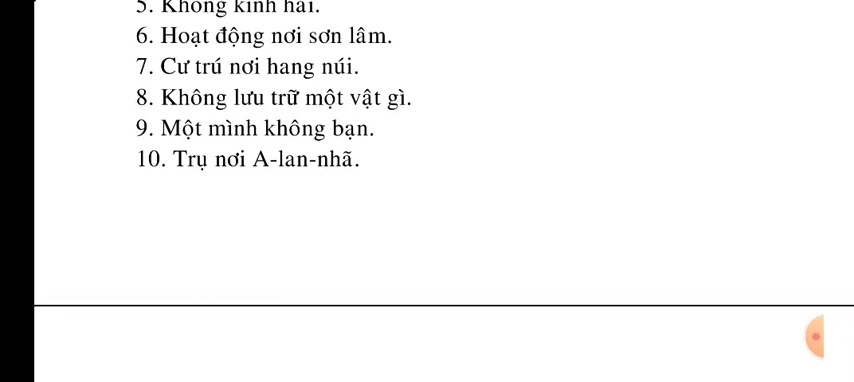 5. Không kinh hãi.
6. Hoạt động nơi sơn lâm.
7. Cư trú nơi hang núi.
8. Không lưu trữ một vật gì.
9. Một mình không bạn.
10. Trụ nơi A-lan-nhã.